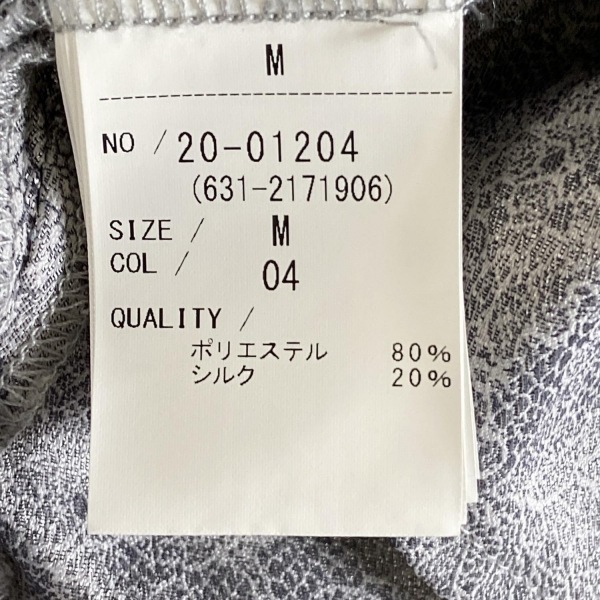 M
NO / 20-01204
(631-2171906)
SIZE / M
COL / 04
QUALITY /
ポリエステル 80%
シルク 20%